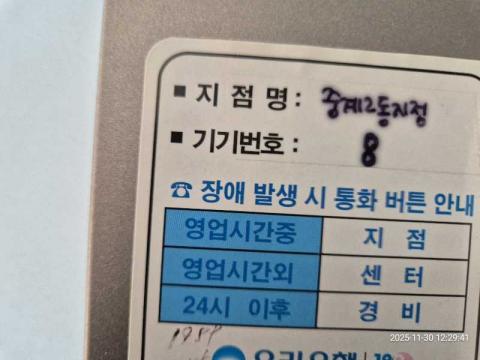 ■ 지점명 : 중계2동지점
■ 기기번호 : 8
☎ 장애 발생 시 통화 버튼 안내
영업시간중 지 점
영업시간외 센 터
24시 이후 경 비
2025-11-30 12:29:41